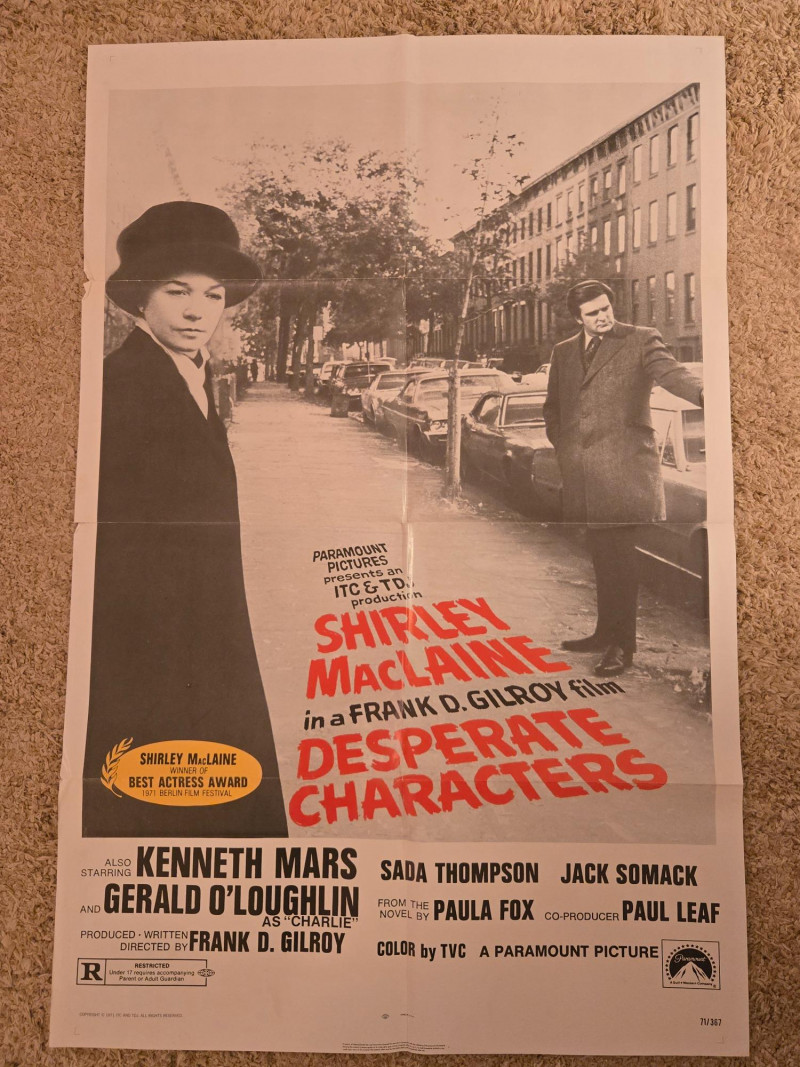 PARAMOUNT
PICTURES
presents an
ITC & TDJ
production
SHIRLEY
MACLAINE
in a FRANK D. GILROY film
DESPERATE
CHARACTERS
SHIRLEY MACLAINE
WINNER OF
BEST ACTRESS AWARD
1971 BERLIN FILM FESTIVAL
ALSO STARRING KENNETH MARS
SADA THOMPSON JACK SOMACK
AND GERALD O'LOUGHLIN
AS "CHARLIE"
FROM THE NOVEL BY PAULA FOX CO-PRODUCER PAUL LEAF
PRODUCED · WRITTEN DIRECTED BY FRANK D. GILROY
COLOR by TVC A PARAMOUNT PICTURE
Paramount
A Gulf+Western Company
R
RESTRICTED
Under 17 requires accompanying
Parent or Adult Guardian
71/367